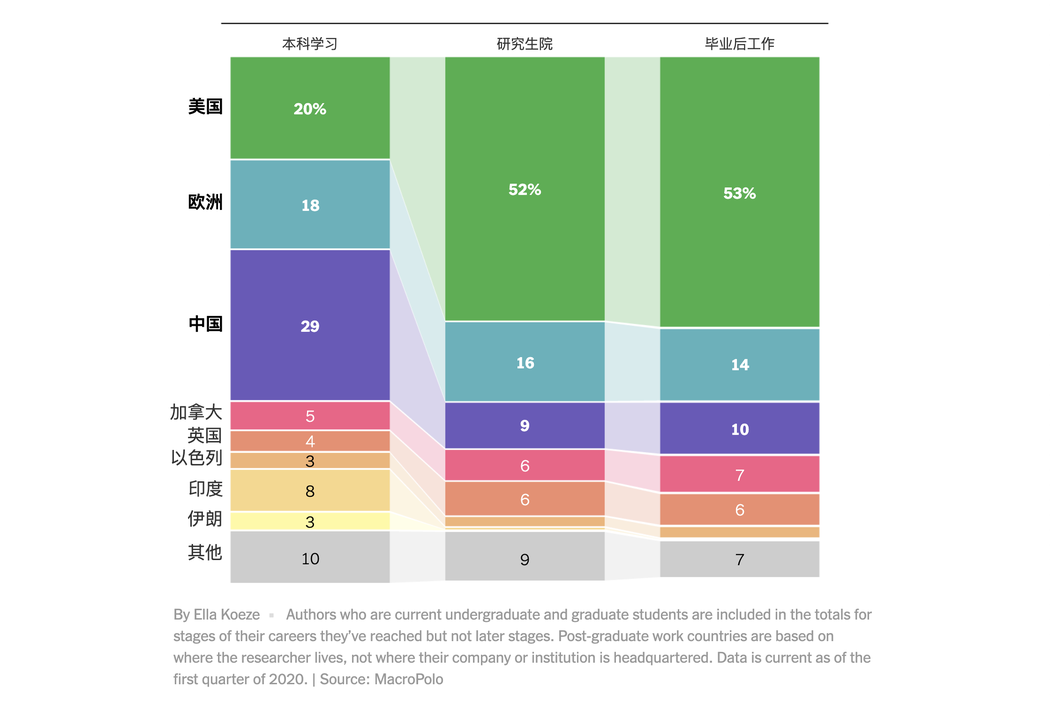 本科学习 研究生院 毕业后工作
美国 20% 52% 53%
欧洲 18 16 14
中国 29 9 10
加拿大 5 6 7
英国 4 6 6
以色列 3
印度 8
伊朗 3
其他 10 9 7
By Ella Koeze ▪ Authors who are current undergraduate and graduate students are included in the totals for
stages of their careers they’ve reached but not later stages. Post-graduate work countries are based on
where the researcher lives, not where their company or institution is headquartered. Data is current as of the
first quarter of 2020. | Source: MacroPolo